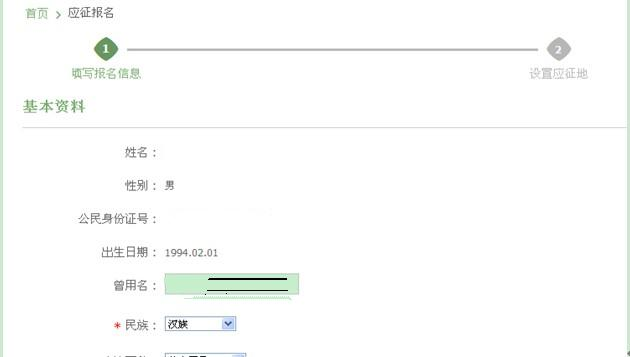 首页 > 应征报名
1 2
填写报名信息 设置应征地
基本资料
姓名：
性别： 男
公民身份证号：
出生日期： 1994.02.01
曾用名：
* 民族： 汉族